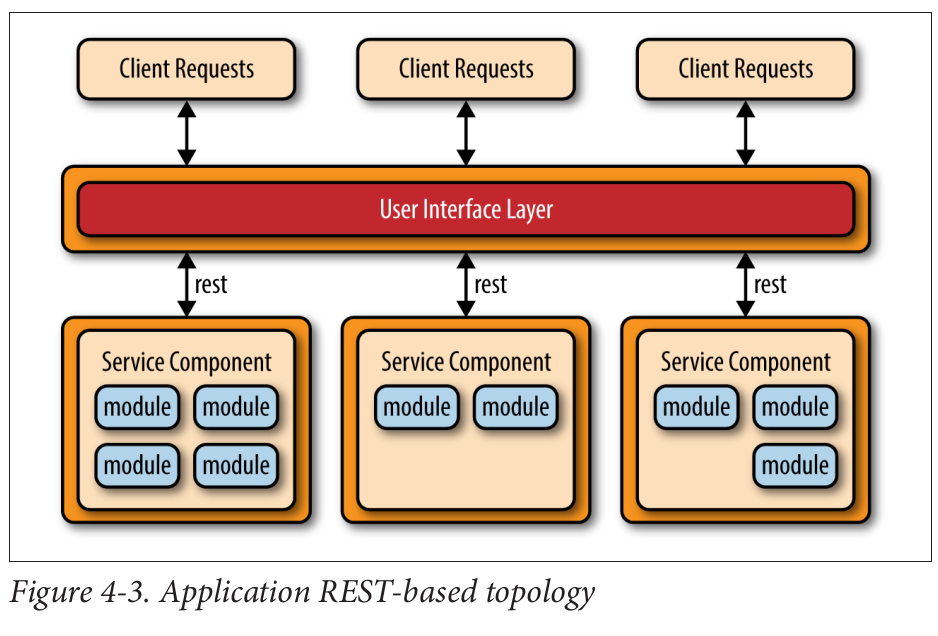 Client Requests
Client Requests
Client Requests
User Interface Layer
rest
rest
rest
Service Component
module
module
module
module
Service Component
module
module
Service Component
module
module
module
Figure 4-3. Application REST-based topology